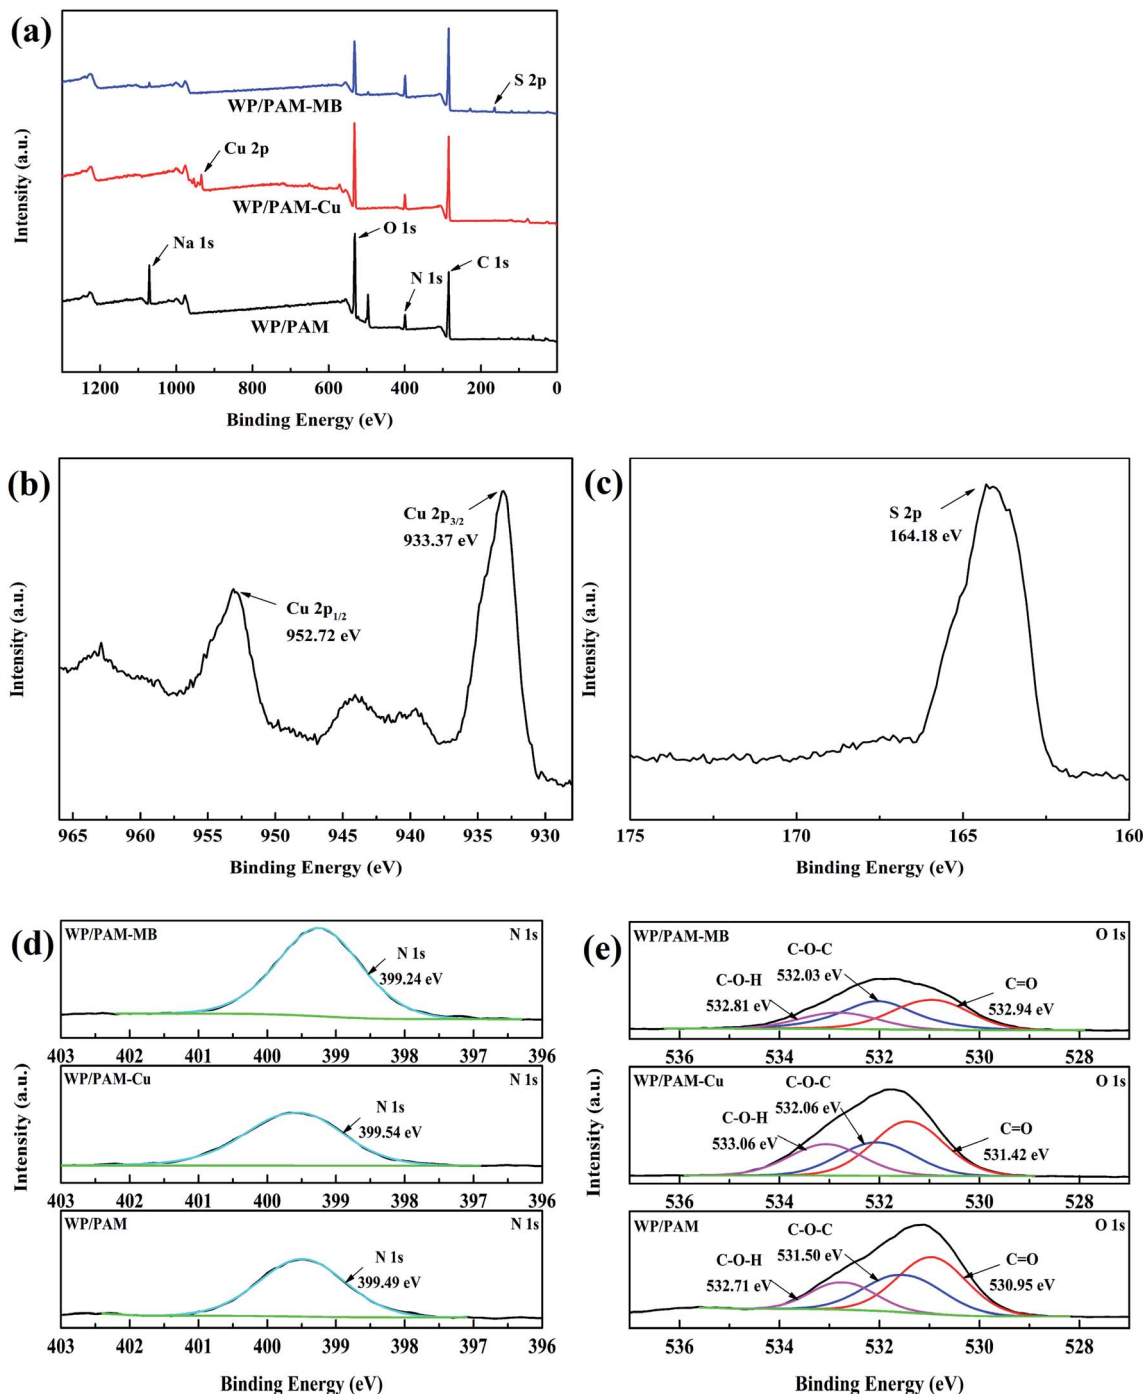 (a)
S 2p
WP/PAM-MB
Cu 2p
WP/PAM-Cu
O 1s
Na 1s
C 1s
N 1s
WP/PAM
Intensity (a.u.)
1200 1000 800 600 400 200 0
Binding Energy (eV)
(b)
Cu 2p3/2
933.37 eV
Cu 2p1/2
952.72 eV
Intensity (a.u.)
965 960 955 950 945 940 935 930
Binding Energy (eV)
(c)
S 2p
164.18 eV
Intensity (a.u.)
175 170 165 160
Binding Energy (eV)
(d)
WP/PAM-MB N 1s
N 1s
399.24 eV
403 402 401 400 399 398 397 396
WP/PAM-Cu N 1s
N 1s
399.54 eV
403 402 401 400 399 398 397 396
WP/PAM N 1s
N 1s
399.49 eV
403 402 401 400 399 398 397 396
Intensity (a.u.)
Binding Energy (eV)
(e)
WP/PAM-MB O 1s
C-O-C
532.03 eV
C-O-H
532.81 eV
C=O
532.94 eV
536 534 532 530 528
WP/PAM-Cu O 1s
C-O-C
532.06 eV
C-O-H
533.06 eV
C=O
531.42 eV
536 534 532 530 528
WP/PAM O 1s
C-O-C
531.50 eV
C-O-H
532.71 eV
C=O
530.95 eV
536 534 532 530 528
Intensity (a.u.)
Binding Energy (eV)